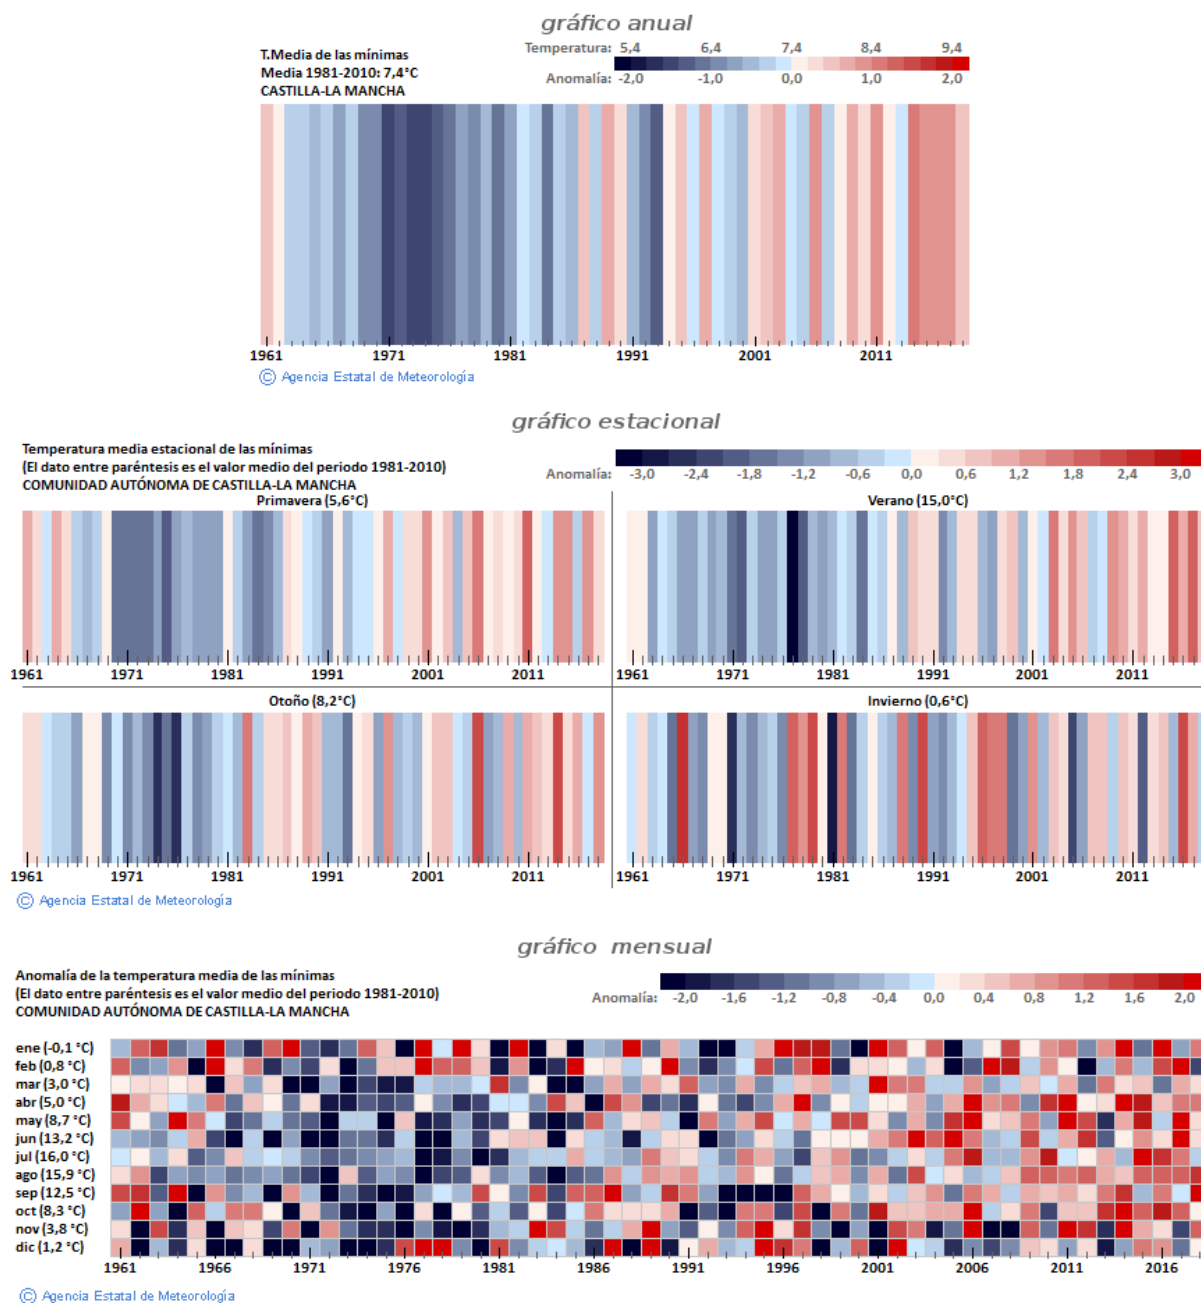 gráfico anual
T.Media de las mínimas
Media 1981-2010: 7,4°C
CASTILLA-LA MANCHA
Temperatura: 5,4 6,4 7,4 8,4 9,4
Anomalía: -2,0 -1,0 0,0 1,0 2,0
1961 1971 1981 1991 2001 2011
© Agencia Estatal de Meteorología
gráfico estacional
Temperatura media estacional de las mínimas
(El dato entre paréntesis es el valor medio del periodo 1981-2010)
COMUNIDAD AUTÓNOMA DE CASTILLA-LA MANCHA
Anomalía: -3,0 -2,4 -1,8 -1,2 -0,6 0,0 0,6 1,2 1,8 2,4 3,0
Primavera (5,6°C) Verano (15,0°C)
1961 1971 1981 1991 2001 2011 1961 1971 1981 1991 2001 2011
Otoño (8,2°C) Invierno (0,6°C)
1961 1971 1981 1991 2001 2011 1961 1971 1981 1991 2001 2011
© Agencia Estatal de Meteorología
gráfico mensual
Anomalía de la temperatura media de las mínimas
(El dato entre paréntesis es el valor medio del periodo 1981-2010)
COMUNIDAD AUTÓNOMA DE CASTILLA-LA MANCHA
Anomalía: -2,0 -1,6 -1,2 -0,8 -0,4 0,0 0,4 0,8 1,2 1,6 2,0
ene (-0,1 °C)
feb (0,8 °C)
mar (3,0 °C)
abr (5,0 °C)
may (8,7 °C)
jun (13,2 °C)
jul (16,0 °C)
ago (15,9 °C)
sep (12,5 °C)
oct (8,3 °C)
nov (3,8 °C)
dic (1,2 °C)
1961 1966 1971 1976 1981 1986 1991 1996 2001 2006 2011 2016
© Agencia Estatal de Meteorología